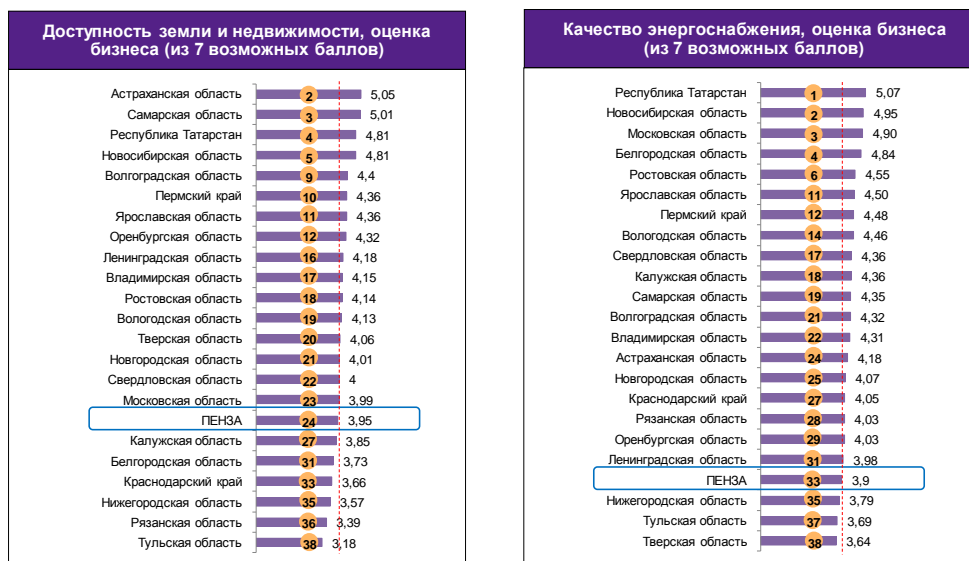 Доступность земли и недвижимости, оценка
бизнеса (из 7 возможных баллов)
Астраханская область 2 5,05
Самарская область 3 5,01
Республика Татарстан 4 4,81
Новосибирская область 5 4,81
Волгоградская область 9 4,4
Пермский край 10 4,36
Ярославская область 11 4,36
Оренбургская область 12 4,32
Ленинградская область 16 4,18
Владимирская область 17 4,15
Ростовская область 18 4,14
Вологодская область 19 4,13
Тверская область 20 4,06
Новгородская область 21 4,01
Свердловская область 22 4
Московская область 23 3,99
ПЕНЗА 24 3,95
Калужская область 27 3,85
Белгородская область 31 3,73
Краснодарский край 33 3,66
Нижегородская область 35 3,57
Рязанская область 36 3,39
Тульская область 38 3,18
Качество энергоснабжения, оценка бизнеса
(из 7 возможных баллов)
Республика Татарстан 1 5,07
Новосибирская область 2 4,95
Московская область 3 4,90
Белгородская область 4 4,84
Ростовская область 6 4,55
Ярославская область 11 4,50
Пермский край 12 4,48
Вологодская область 14 4,46
Свердловская область 17 4,36
Калужская область 18 4,36
Самарская область 19 4,35
Волгоградская область 21 4,32
Владимирская область 22 4,31
Астраханская область 24 4,18
Новгородская область 25 4,07
Краснодарский край 27 4,05
Рязанская область 28 4,03
Оренбургская область 29 4,03
Ленинградская область 31 3,98
ПЕНЗА 33 3,9
Нижегородская область 35 3,79
Тульская область 37 3,69
Тверская область 38 3,64